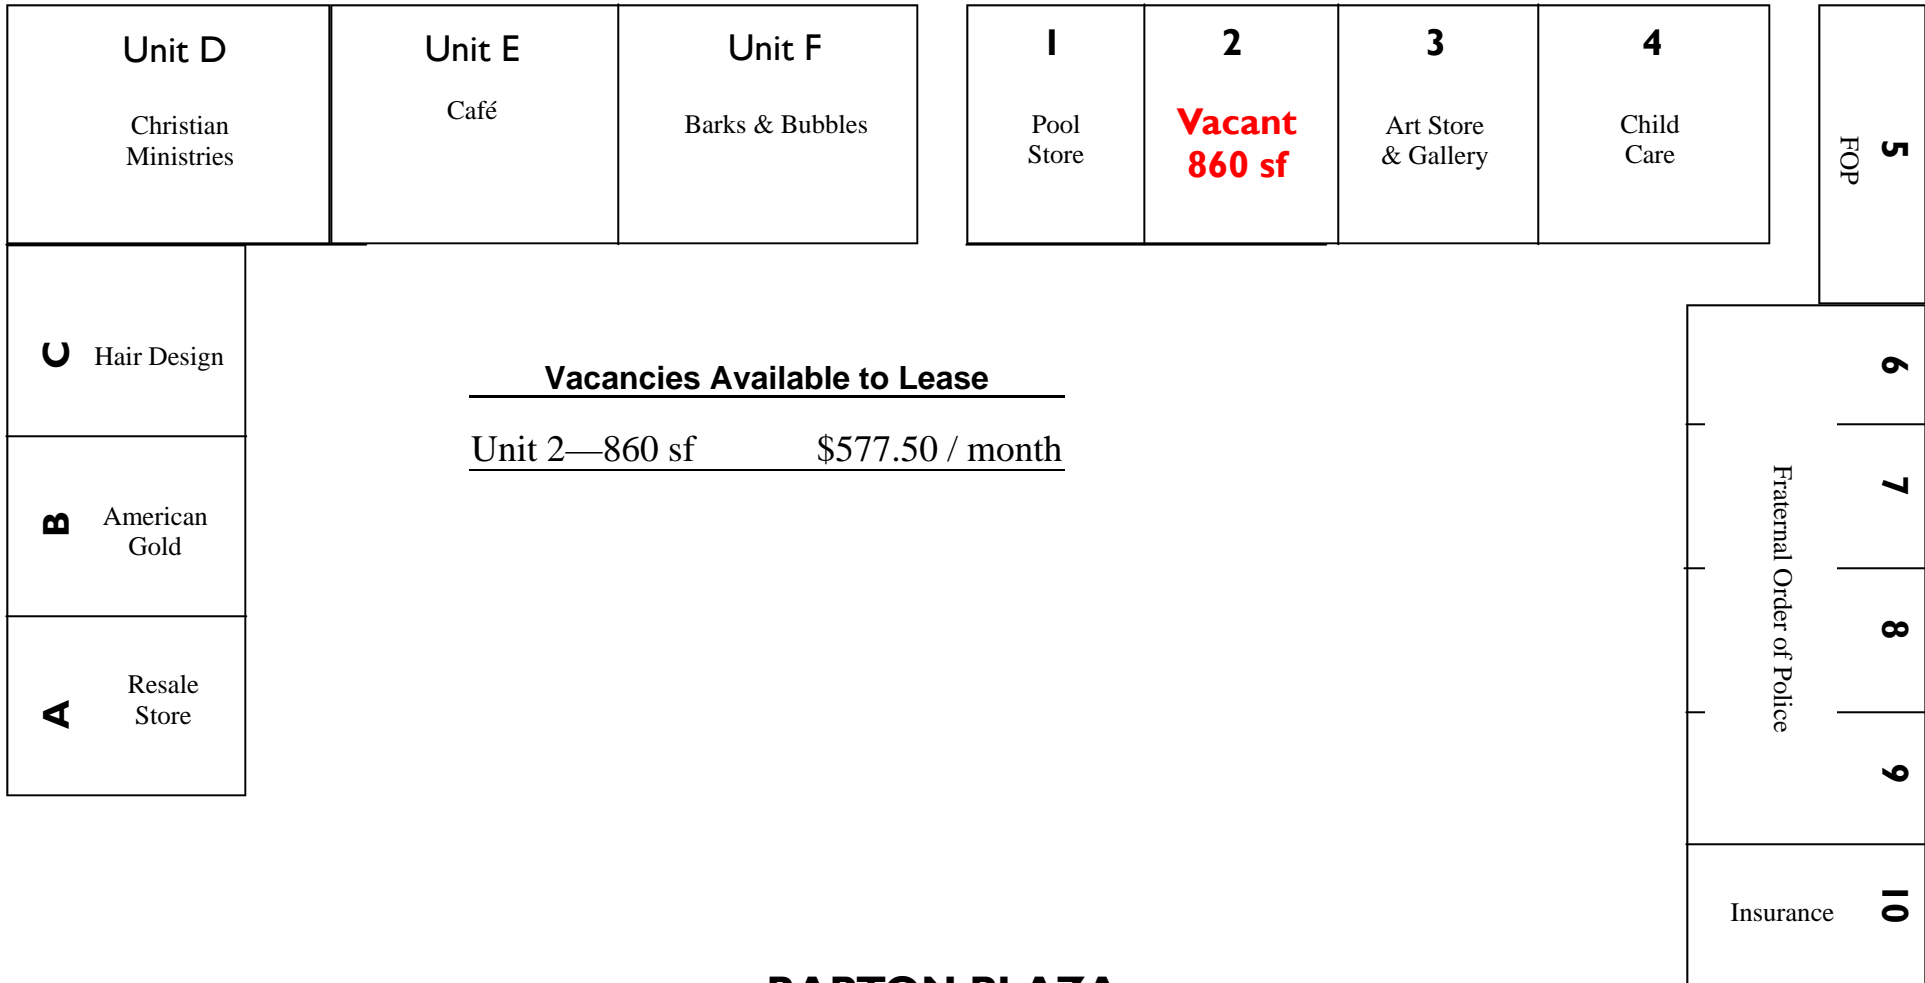 Unit D
Christian
Ministries
Unit E
Café
Unit F
Barks & Bubbles
1
Pool
Store
2
Vacant
860 sf
3
Art Store
& Gallery
4
Child
Care
5
FOP
C
Hair Design
B
American
Gold
A
Resale
Store
Vacancies Available to Lease
Unit 2—860 sf $577.50 / month
6
7
8
9
Fraternal Order of Police
10
Insurance